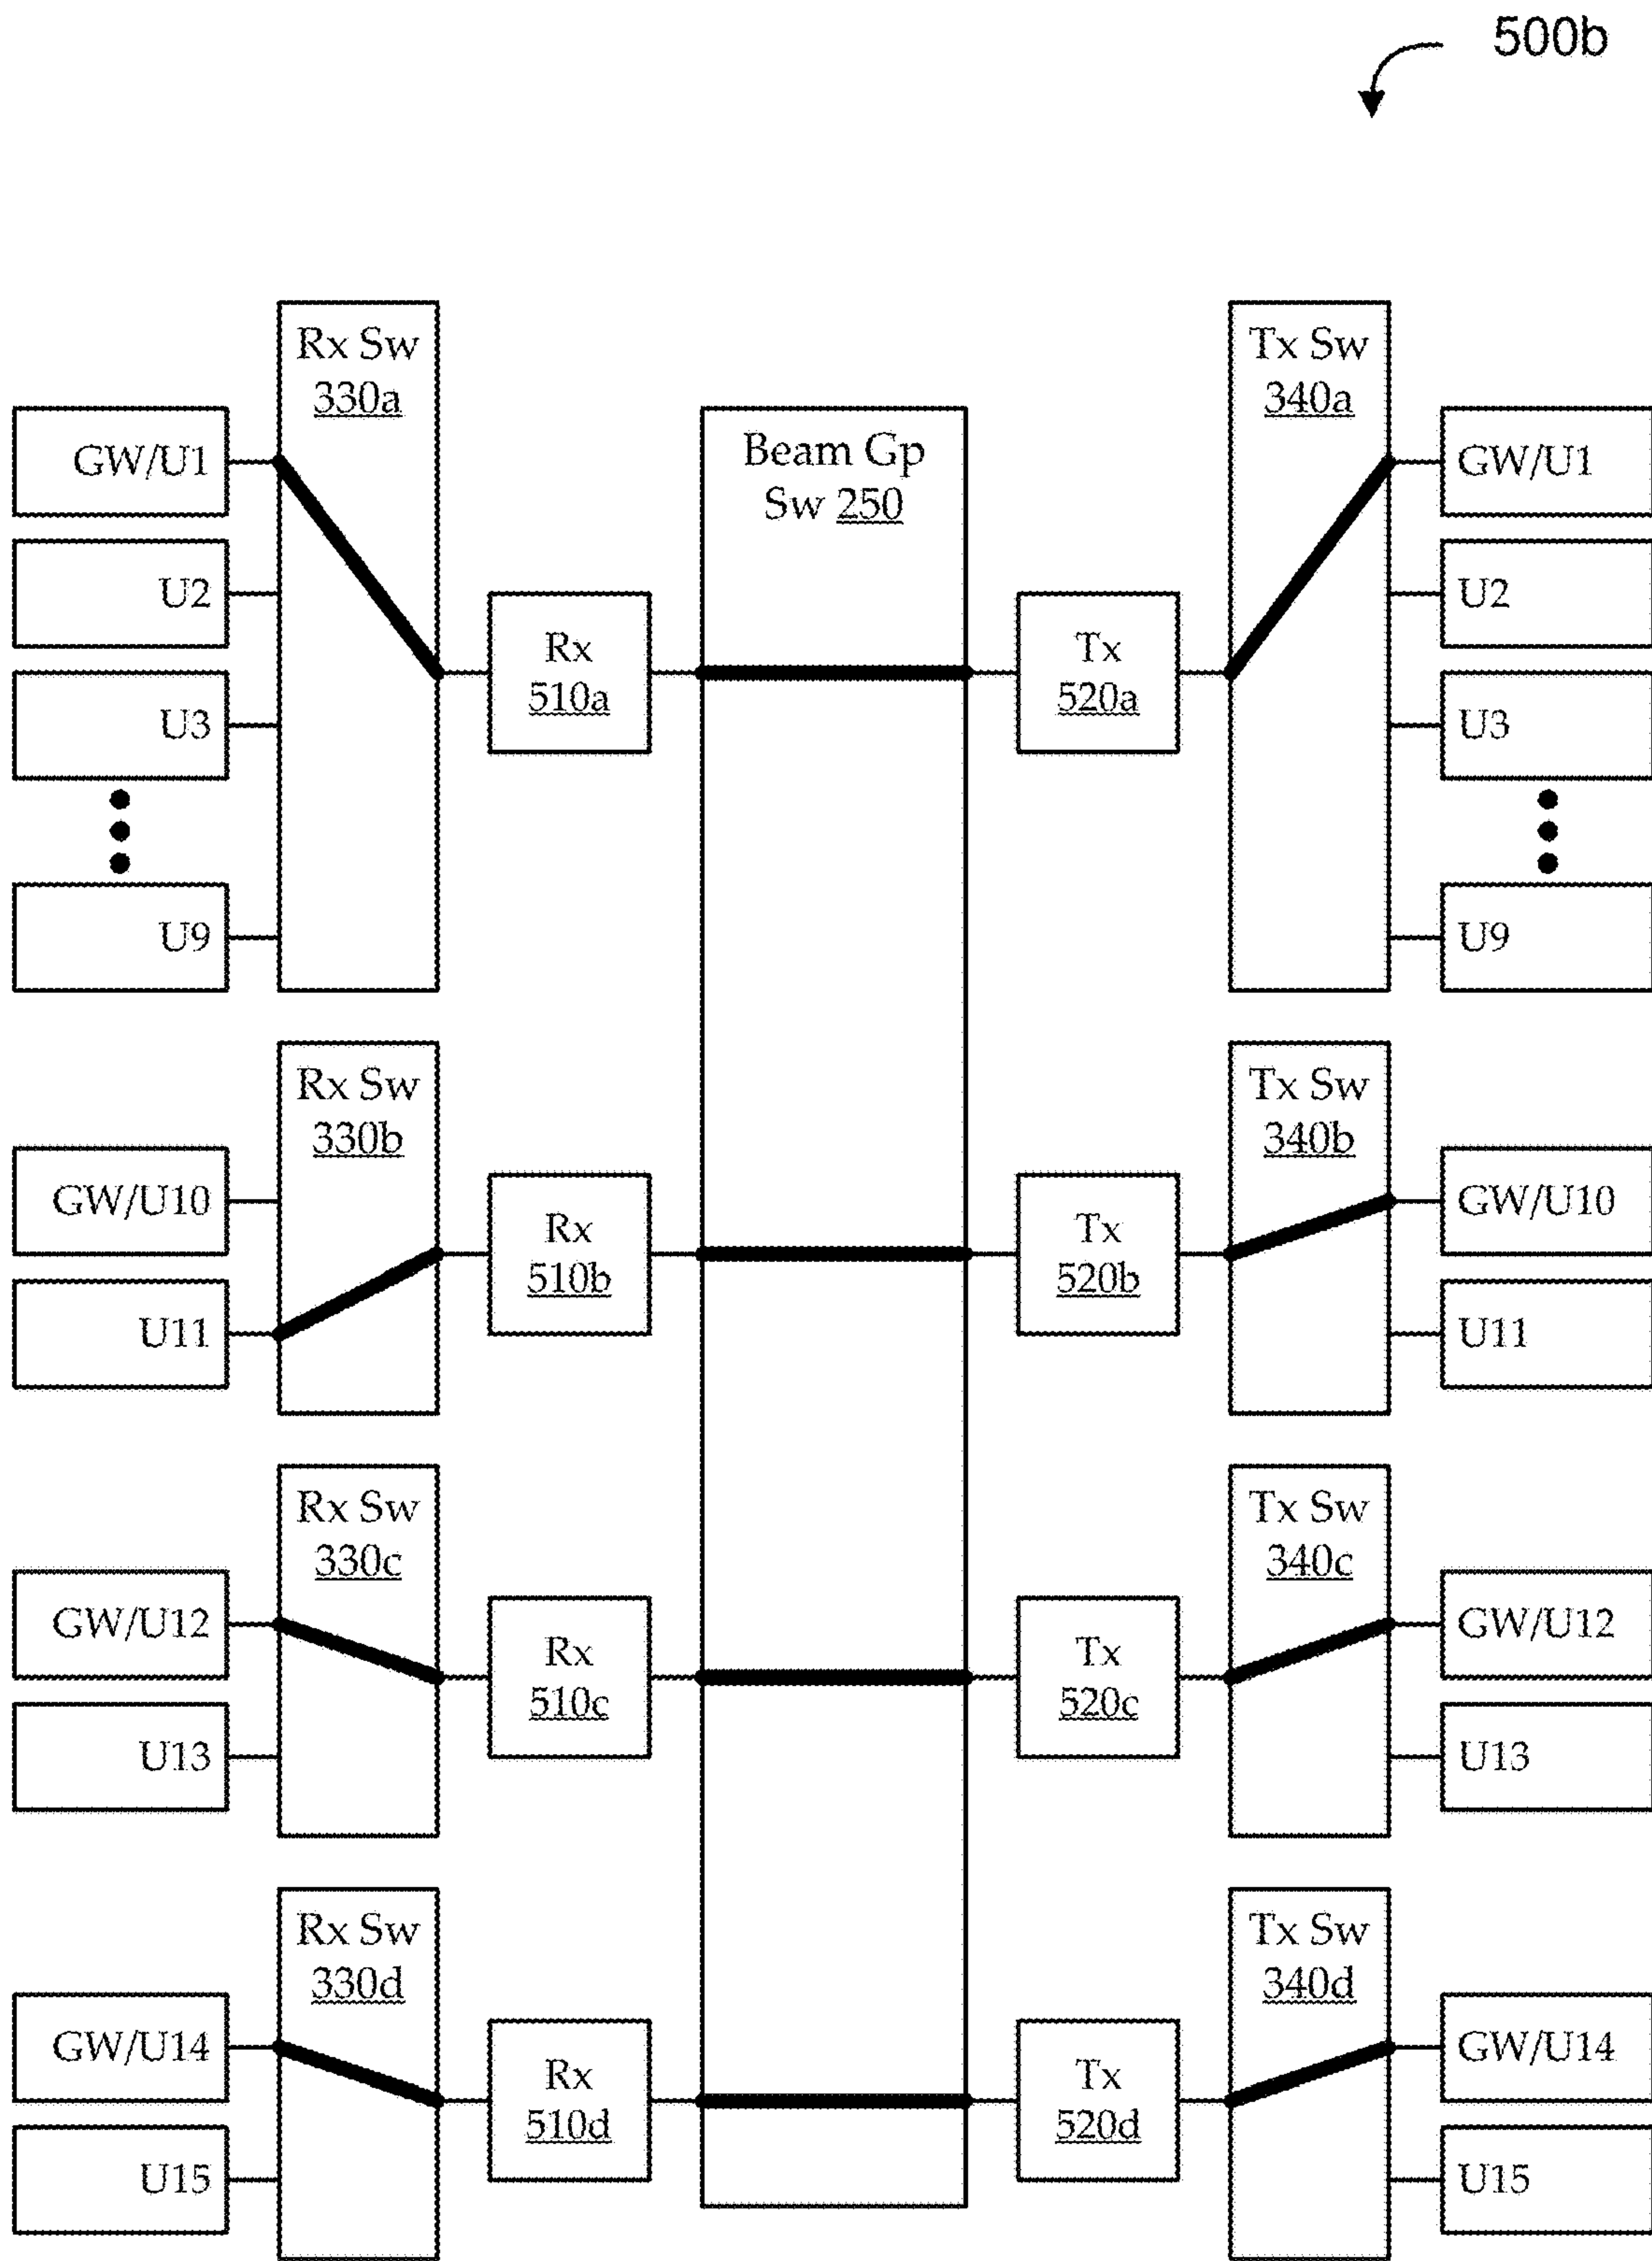 500b
Rx Sw
330a
Tx Sw
340a
GW/U1
Beam Gp
Sw 250
GW/U1
U2
U2
Rx
510a
Tx
520a
U3
U3
U9
U9
Rx Sw
330b
Tx Sw
340b
GW/U10
GW/U10
Rx
510b
Tx
520b
U11
U11
Rx Sw
330c
Tx Sw
340c
GW/U12
GW/U12
Rx
510c
Tx
520c
U13
U13
Rx Sw
330d
Tx Sw
340d
GW/U14
GW/U14
Rx
510d
Tx
520d
U15
U15